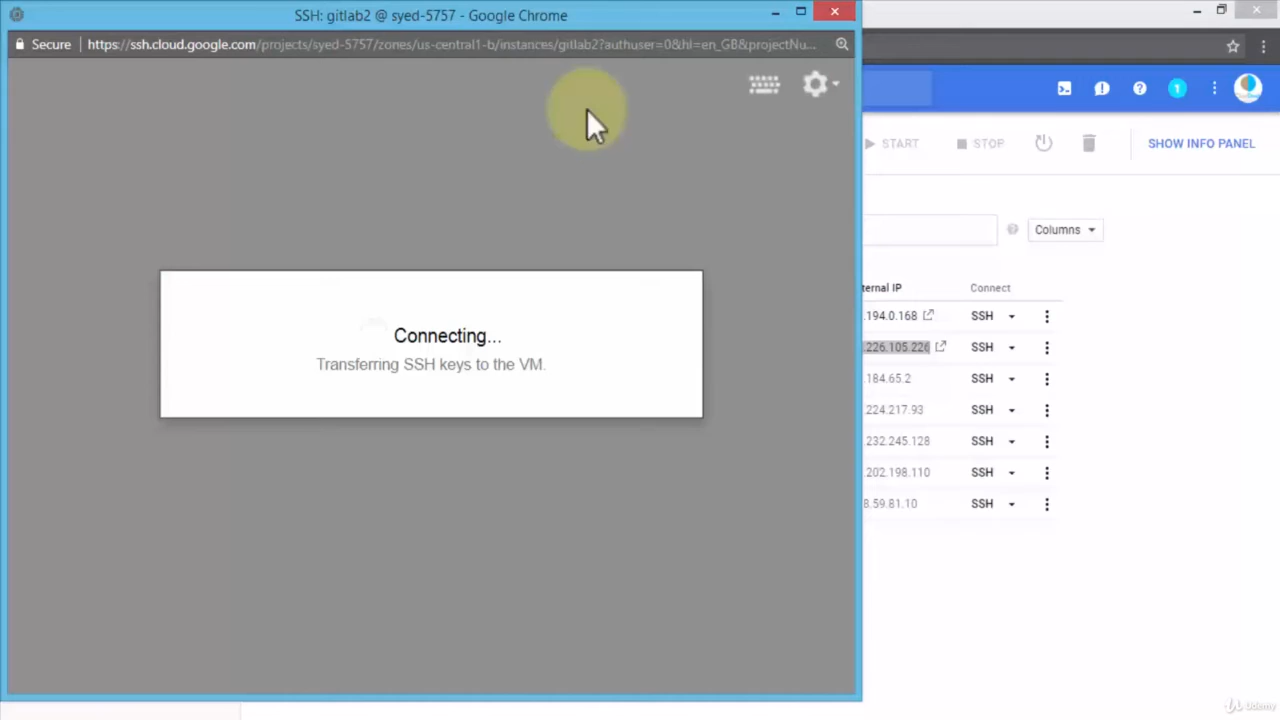 SSH: gitlab2 @ syed-5757 - Google Chrome
Secure https://ssh.cloud.google.com/projects/syed-5757/zones/us-central1-b/instances/gitlab2?authuser=0&hl=en_GB&projectNu...
START STOP SHOW INFO PANEL
1
Columns
ternal IP Connect
.194.0.168 SSH
.226.105.226 SSH
.184.65.2 SSH
.224.217.93 SSH
.232.245.128 SSH
.202.198.110 SSH
8.59.81.10 SSH
Connecting...
Transferring SSH keys to the VM.
Udemy